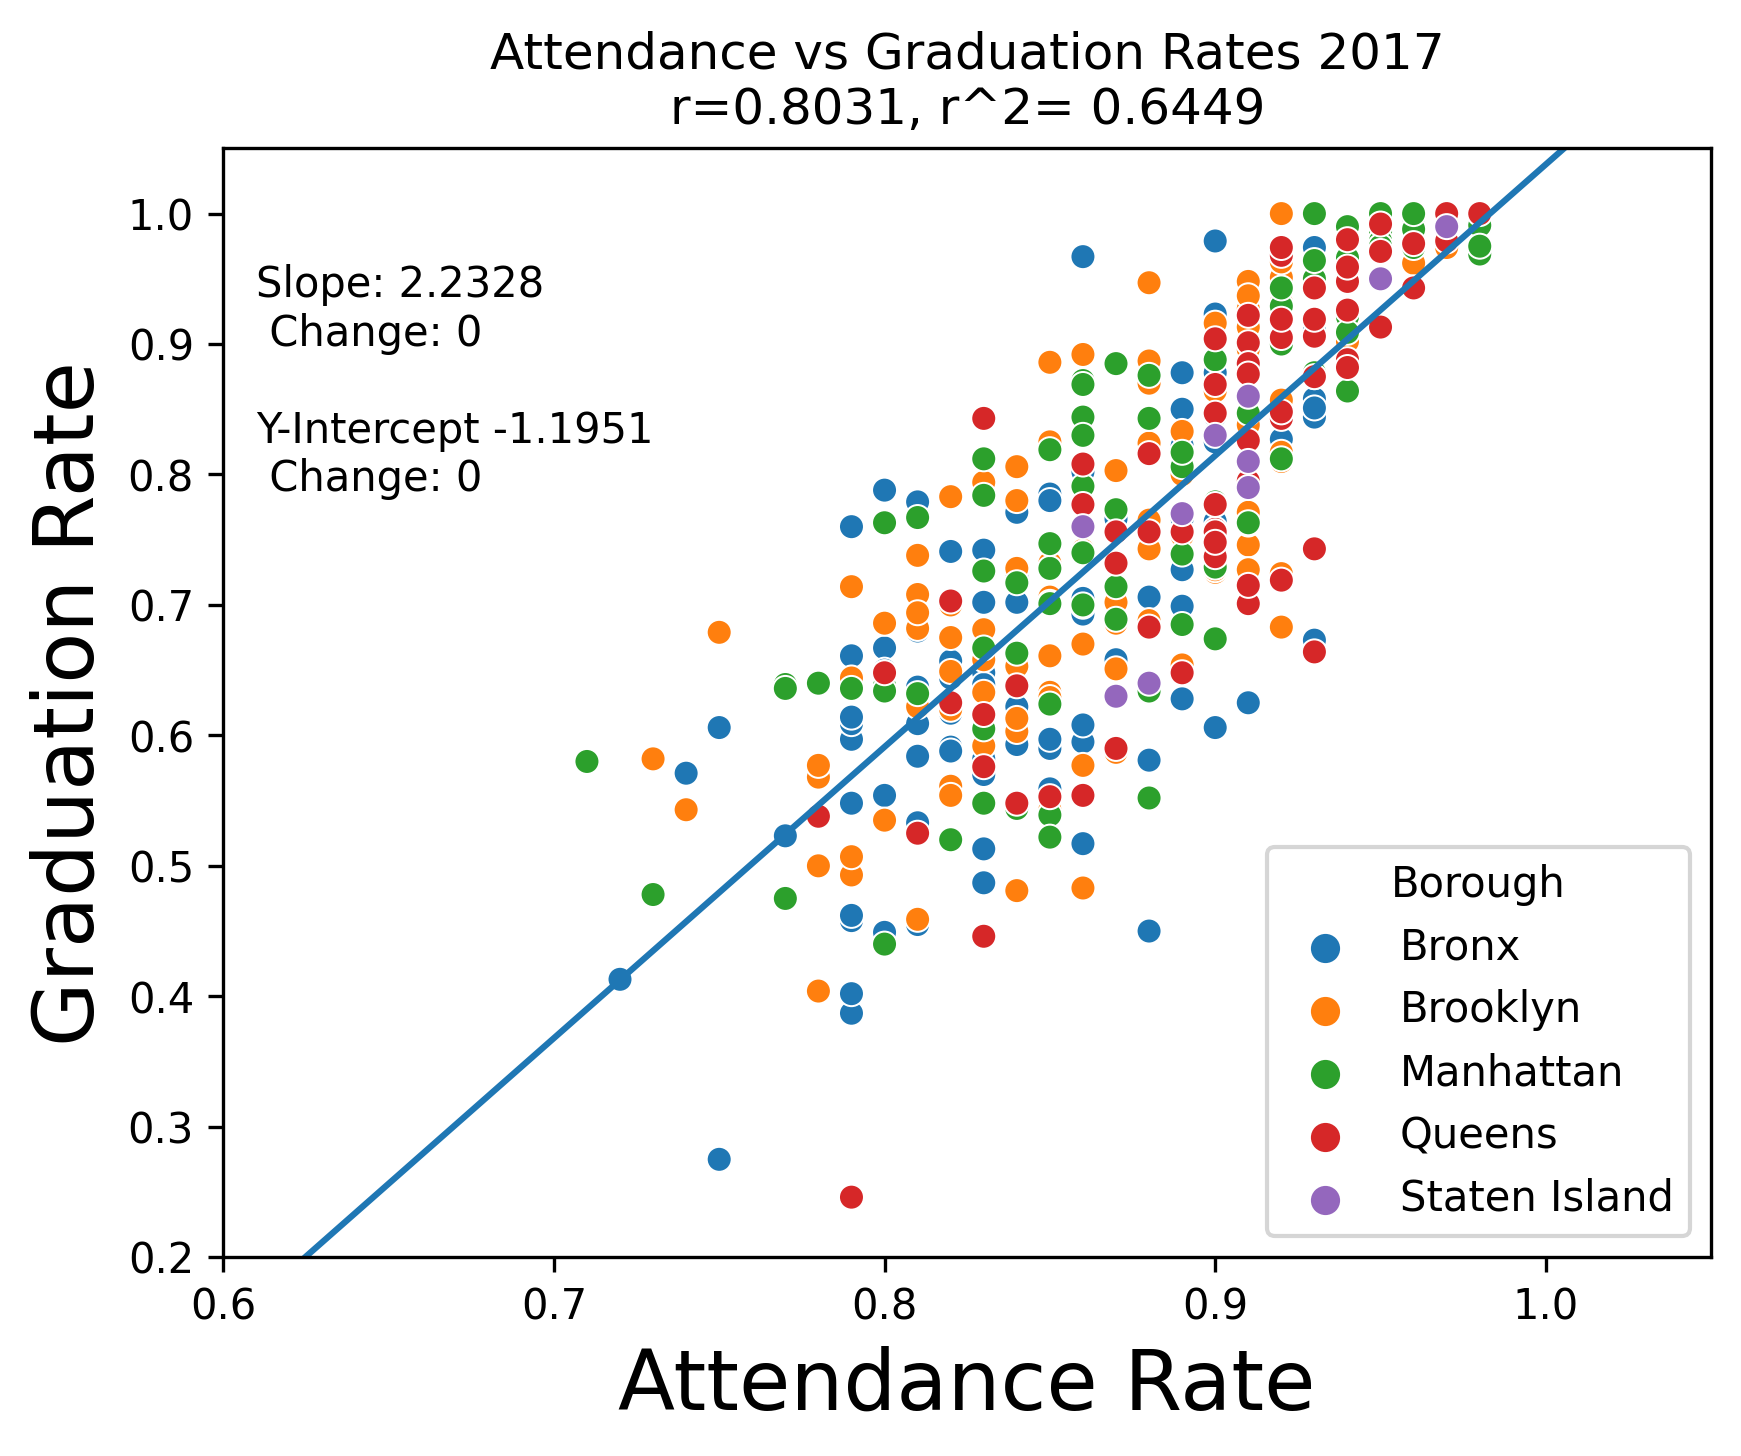 Attendance vs Graduation Rates 2017
r=0.8031, r^2= 0.6449
Graduation Rate
1.0
0.9
0.8
0.7
0.6
0.5
0.4
0.3
0.2
Slope: 2.2328
Change: 0
Y-Intercept -1.1951
Change: 0
Borough
Bronx
Brooklyn
Manhattan
Queens
Staten Island
0.6 0.7 0.8 0.9 1.0
Attendance Rate